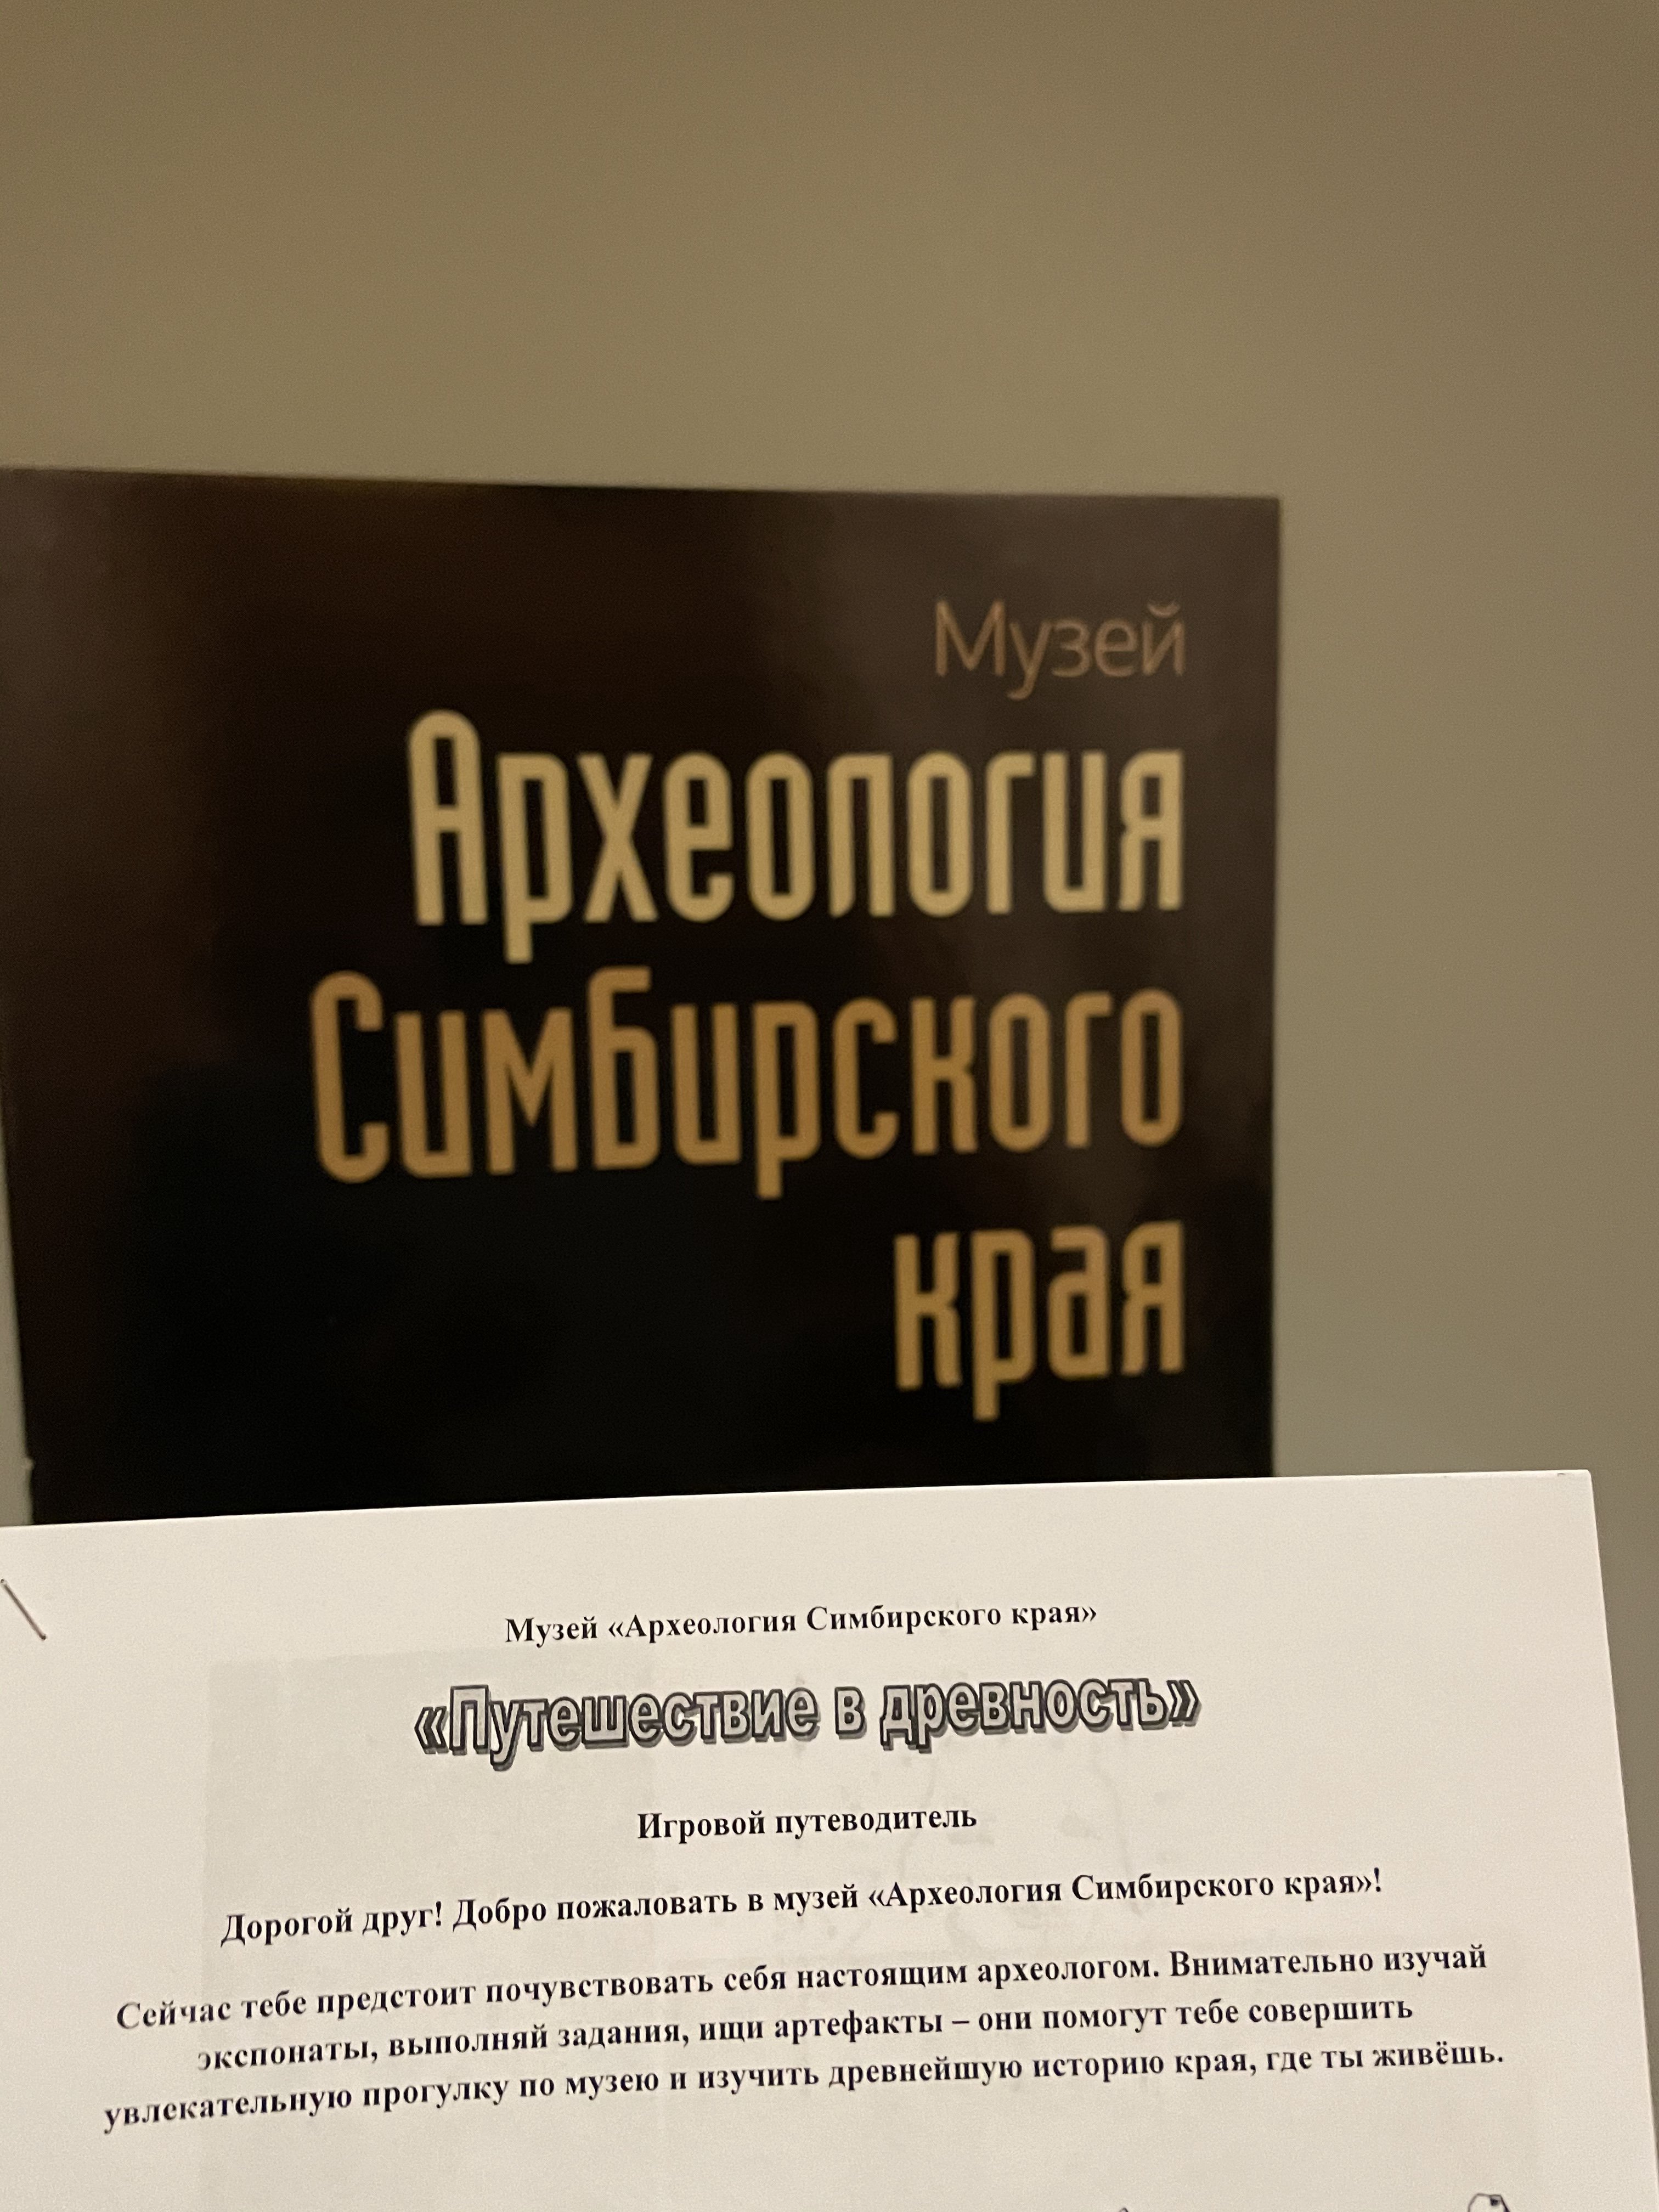 Музей
Археология
Симбирского
края
Музей «Археология Симбирского края»
«Путешествие в древность»
Игровой путеводитель
Дорогой друг! Добро пожаловать в музей «Археология Симбирского края»!
Сейчас тебе предстоит почувствовать себя настоящим археологом. Внимательно изучай
экспонаты, выполняй задания, ищи артефакты – они помогут тебе совершить
увлекательную прогулку по музею и изучить древнейшую историю края, где ты живёшь.